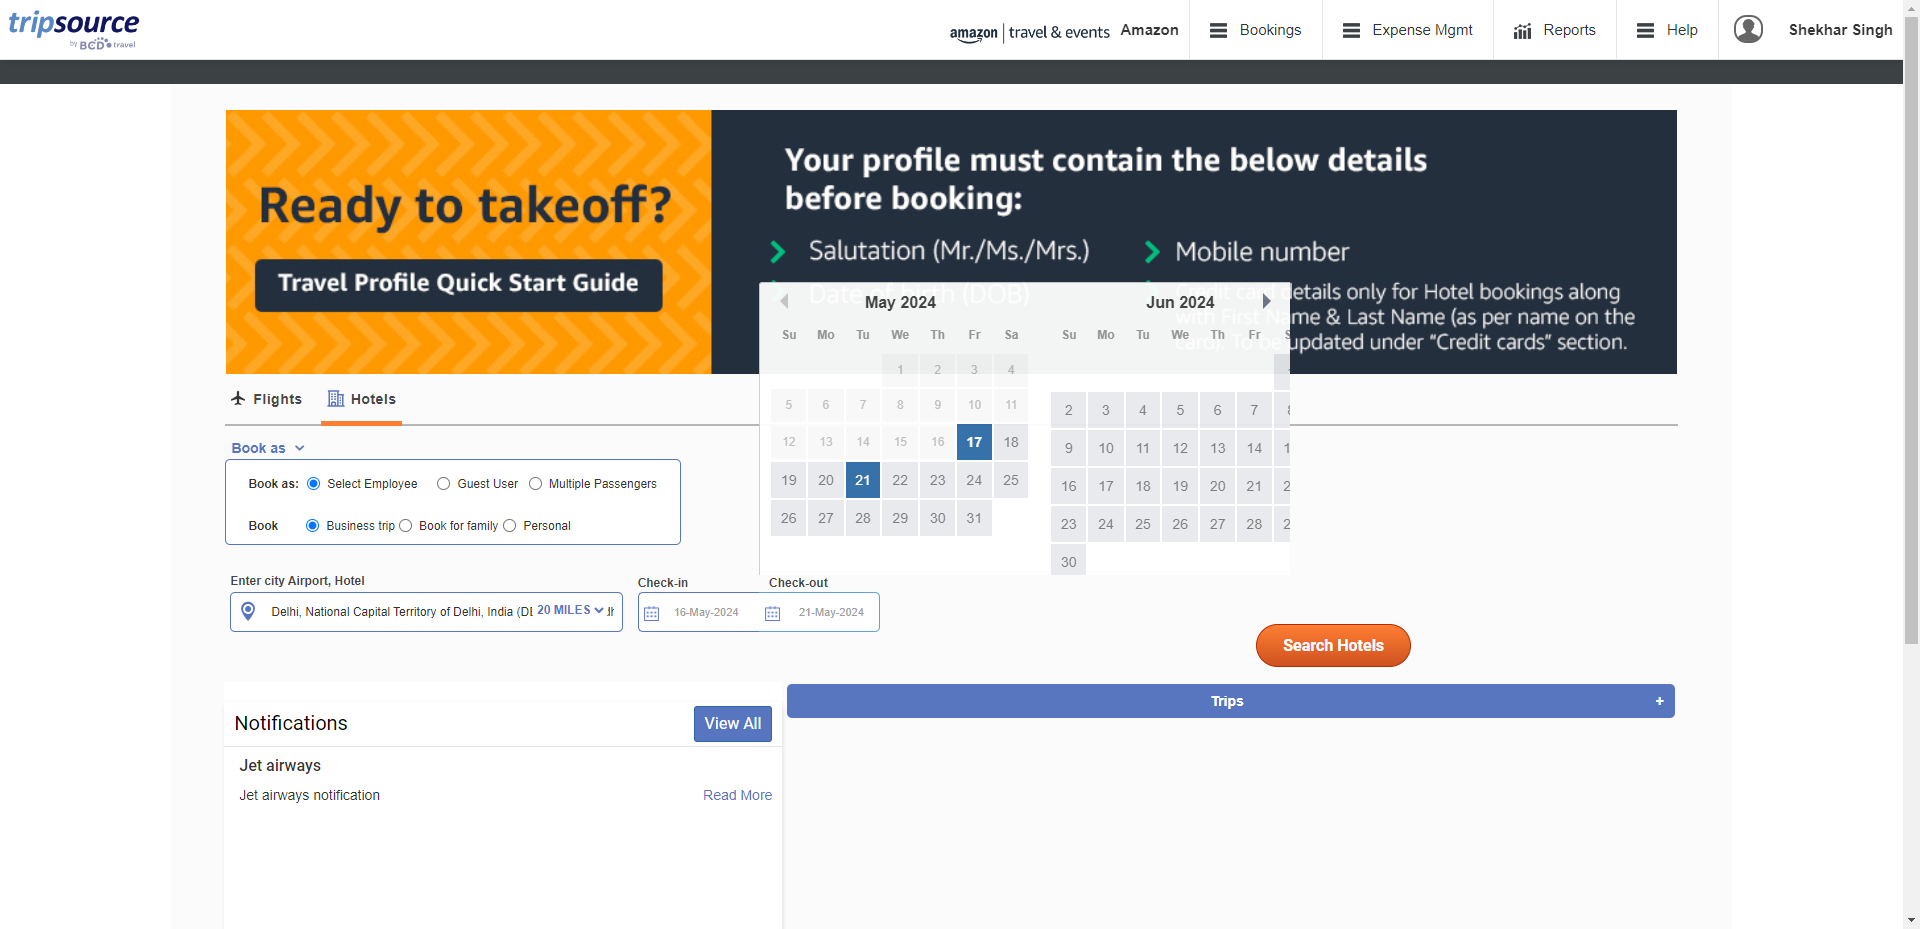 tripsource
by BCD travel
amazon | travel & events Amazon
Bookings
Expense Mgmt
Reports
Help
Shekhar Singh
Ready to takeoff?
Travel Profile Quick Start Guide
Your profile must contain the below details
before booking:
Salutation (Mr./Ms./Mrs.)
Mobile number
Date of birth (DOB)
Credit card details only for Hotel bookings along
with First Name & Last Name (as per name on the
card). To be updated under “Credit cards” section.
May 2024
Su Mo Tu We Th Fr Sa
1 2 3 4
5 6 7 8 9 10 11
12 13 14 15 16 17 18
19 20 21 22 23 24 25
26 27 28 29 30 31
Jun 2024
Su Mo Tu We Th Fr
2 3 4 5 6 7
9 10 11 12 13 14
16 17 18 19 20 21
23 24 25 26 27 28
30
Flights
Hotels
Book as
Book as: Select Employee Guest User Multiple Passengers
Book Business trip Book for family Personal
Enter city Airport, Hotel
Delhi, National Capital Territory of Delhi, India (DE 20 MILES
Check-in
Check-out
16-May-2024
21-May-2024
Search Hotels
Notifications
View All
Trips +
Jet airways
Jet airways notification
Read More